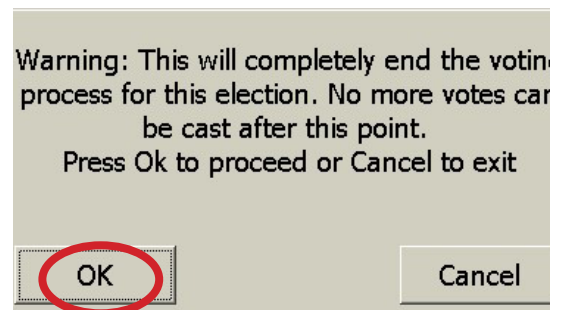 Warning: This will completely end the votin
process for this election. No more votes can
be cast after this point.
Press Ok to proceed or Cancel to exit
OK
Cancel